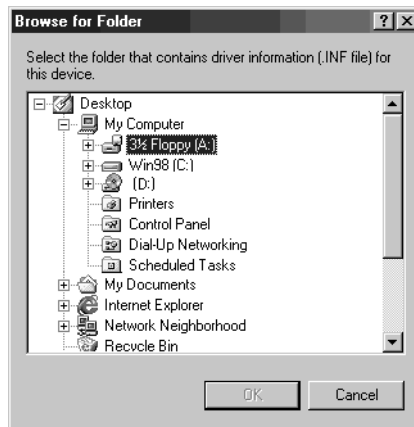 Browse for Folder
Select the folder that contains driver information (.INF file) for
this device.
Desktop
My Computer
3½ Floppy (A:)
Win98 (C:)
(D:)
Printers
Control Panel
Dial-Up Networking
Scheduled Tasks
My Documents
Internet Explorer
Network Neighborhood
Recycle Bin
OK Cancel